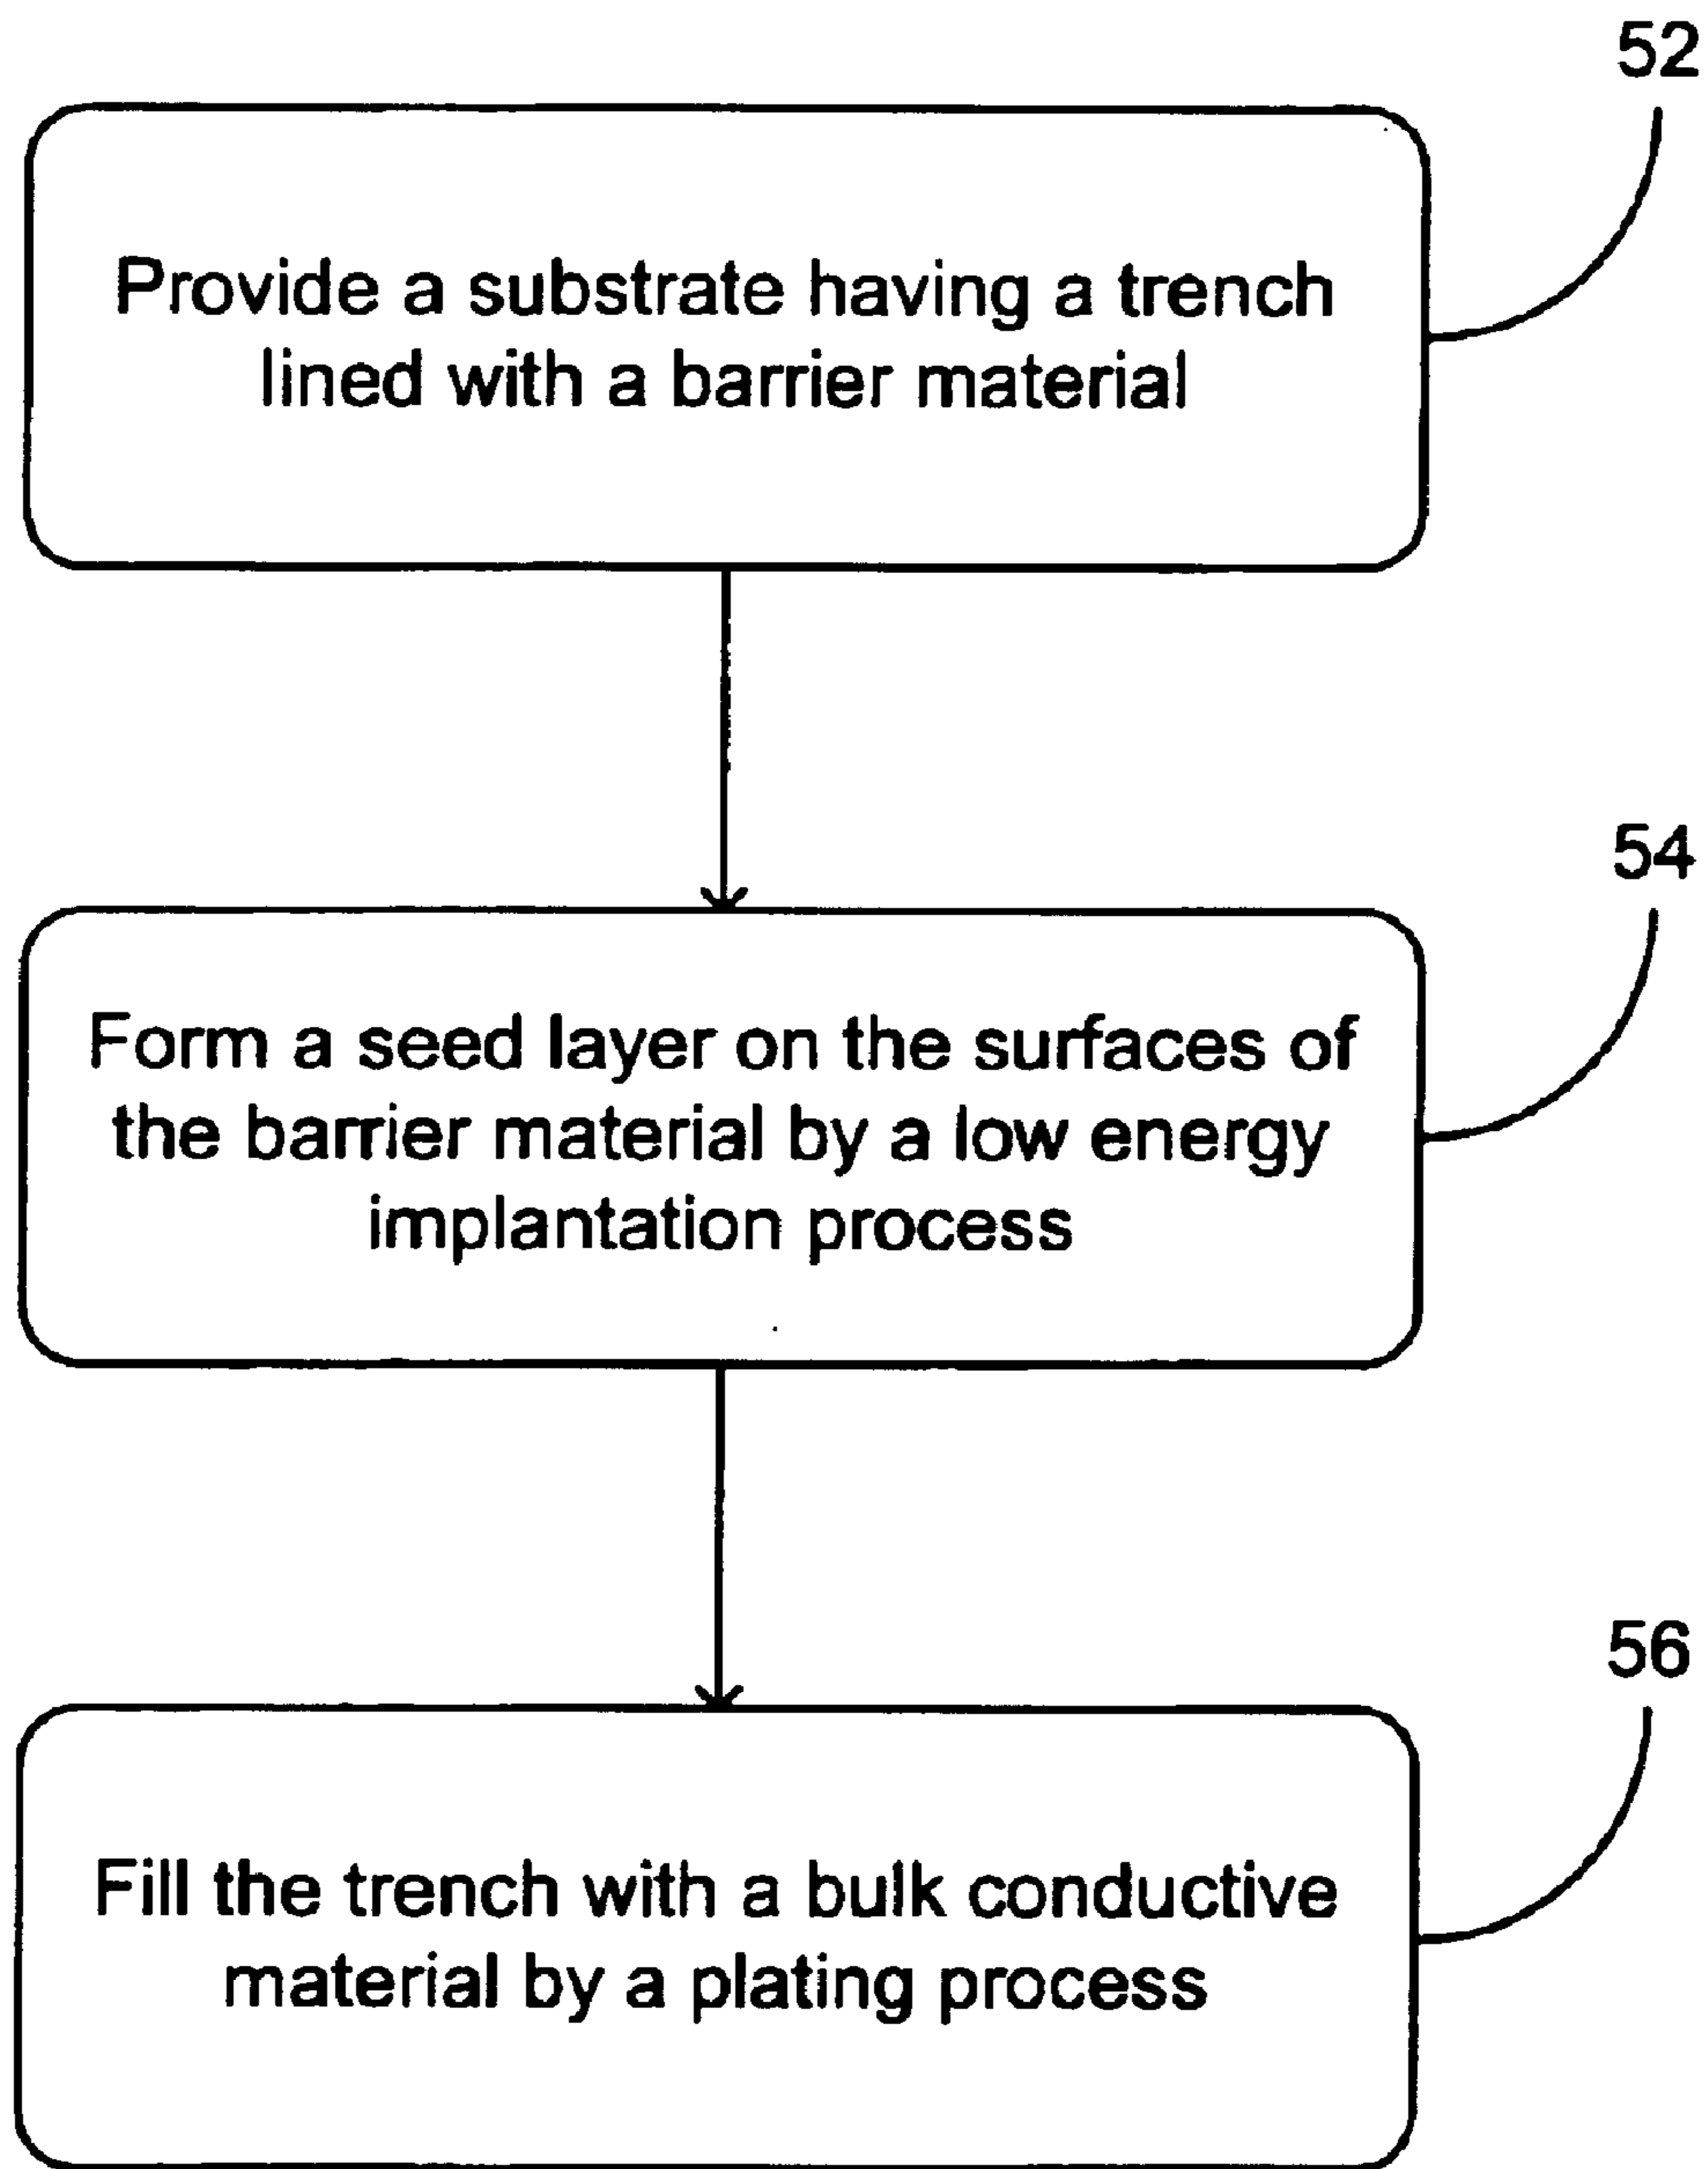 52
Provide a substrate having a trench
lined with a barrier material
54
Form a seed layer on the surfaces of
the barrier material by a low energy
implantation process
56
Fill the trench with a bulk conductive
material by a plating process